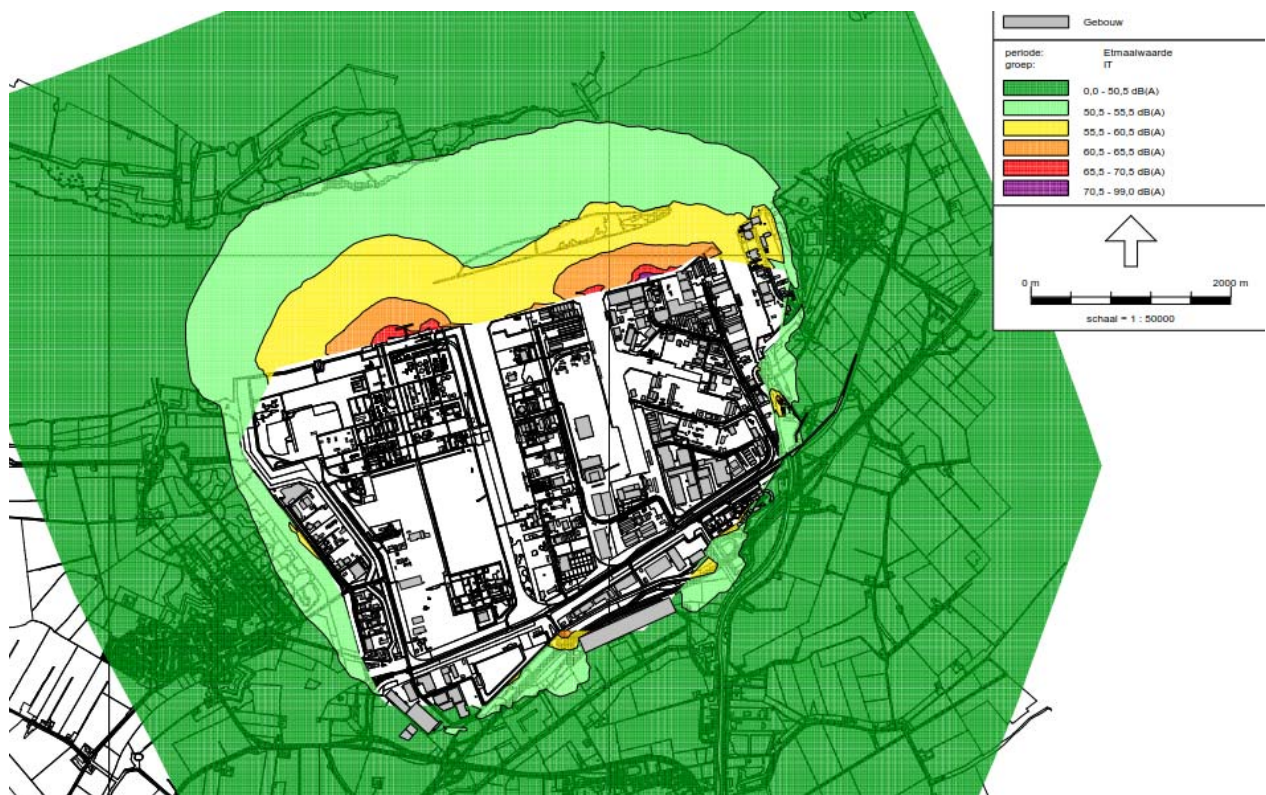 Gebouw
periode: Etmaalwaarde
groep: IT
0,0 - 50,5 dB(A)
50,5 - 55,5 dB(A)
55,5 - 60,5 dB(A)
60,5 - 65,5 dB(A)
65,5 - 70,5 dB(A)
70,5 - 99,0 dB(A)
0 m 2000 m
schaal = 1 : 50000